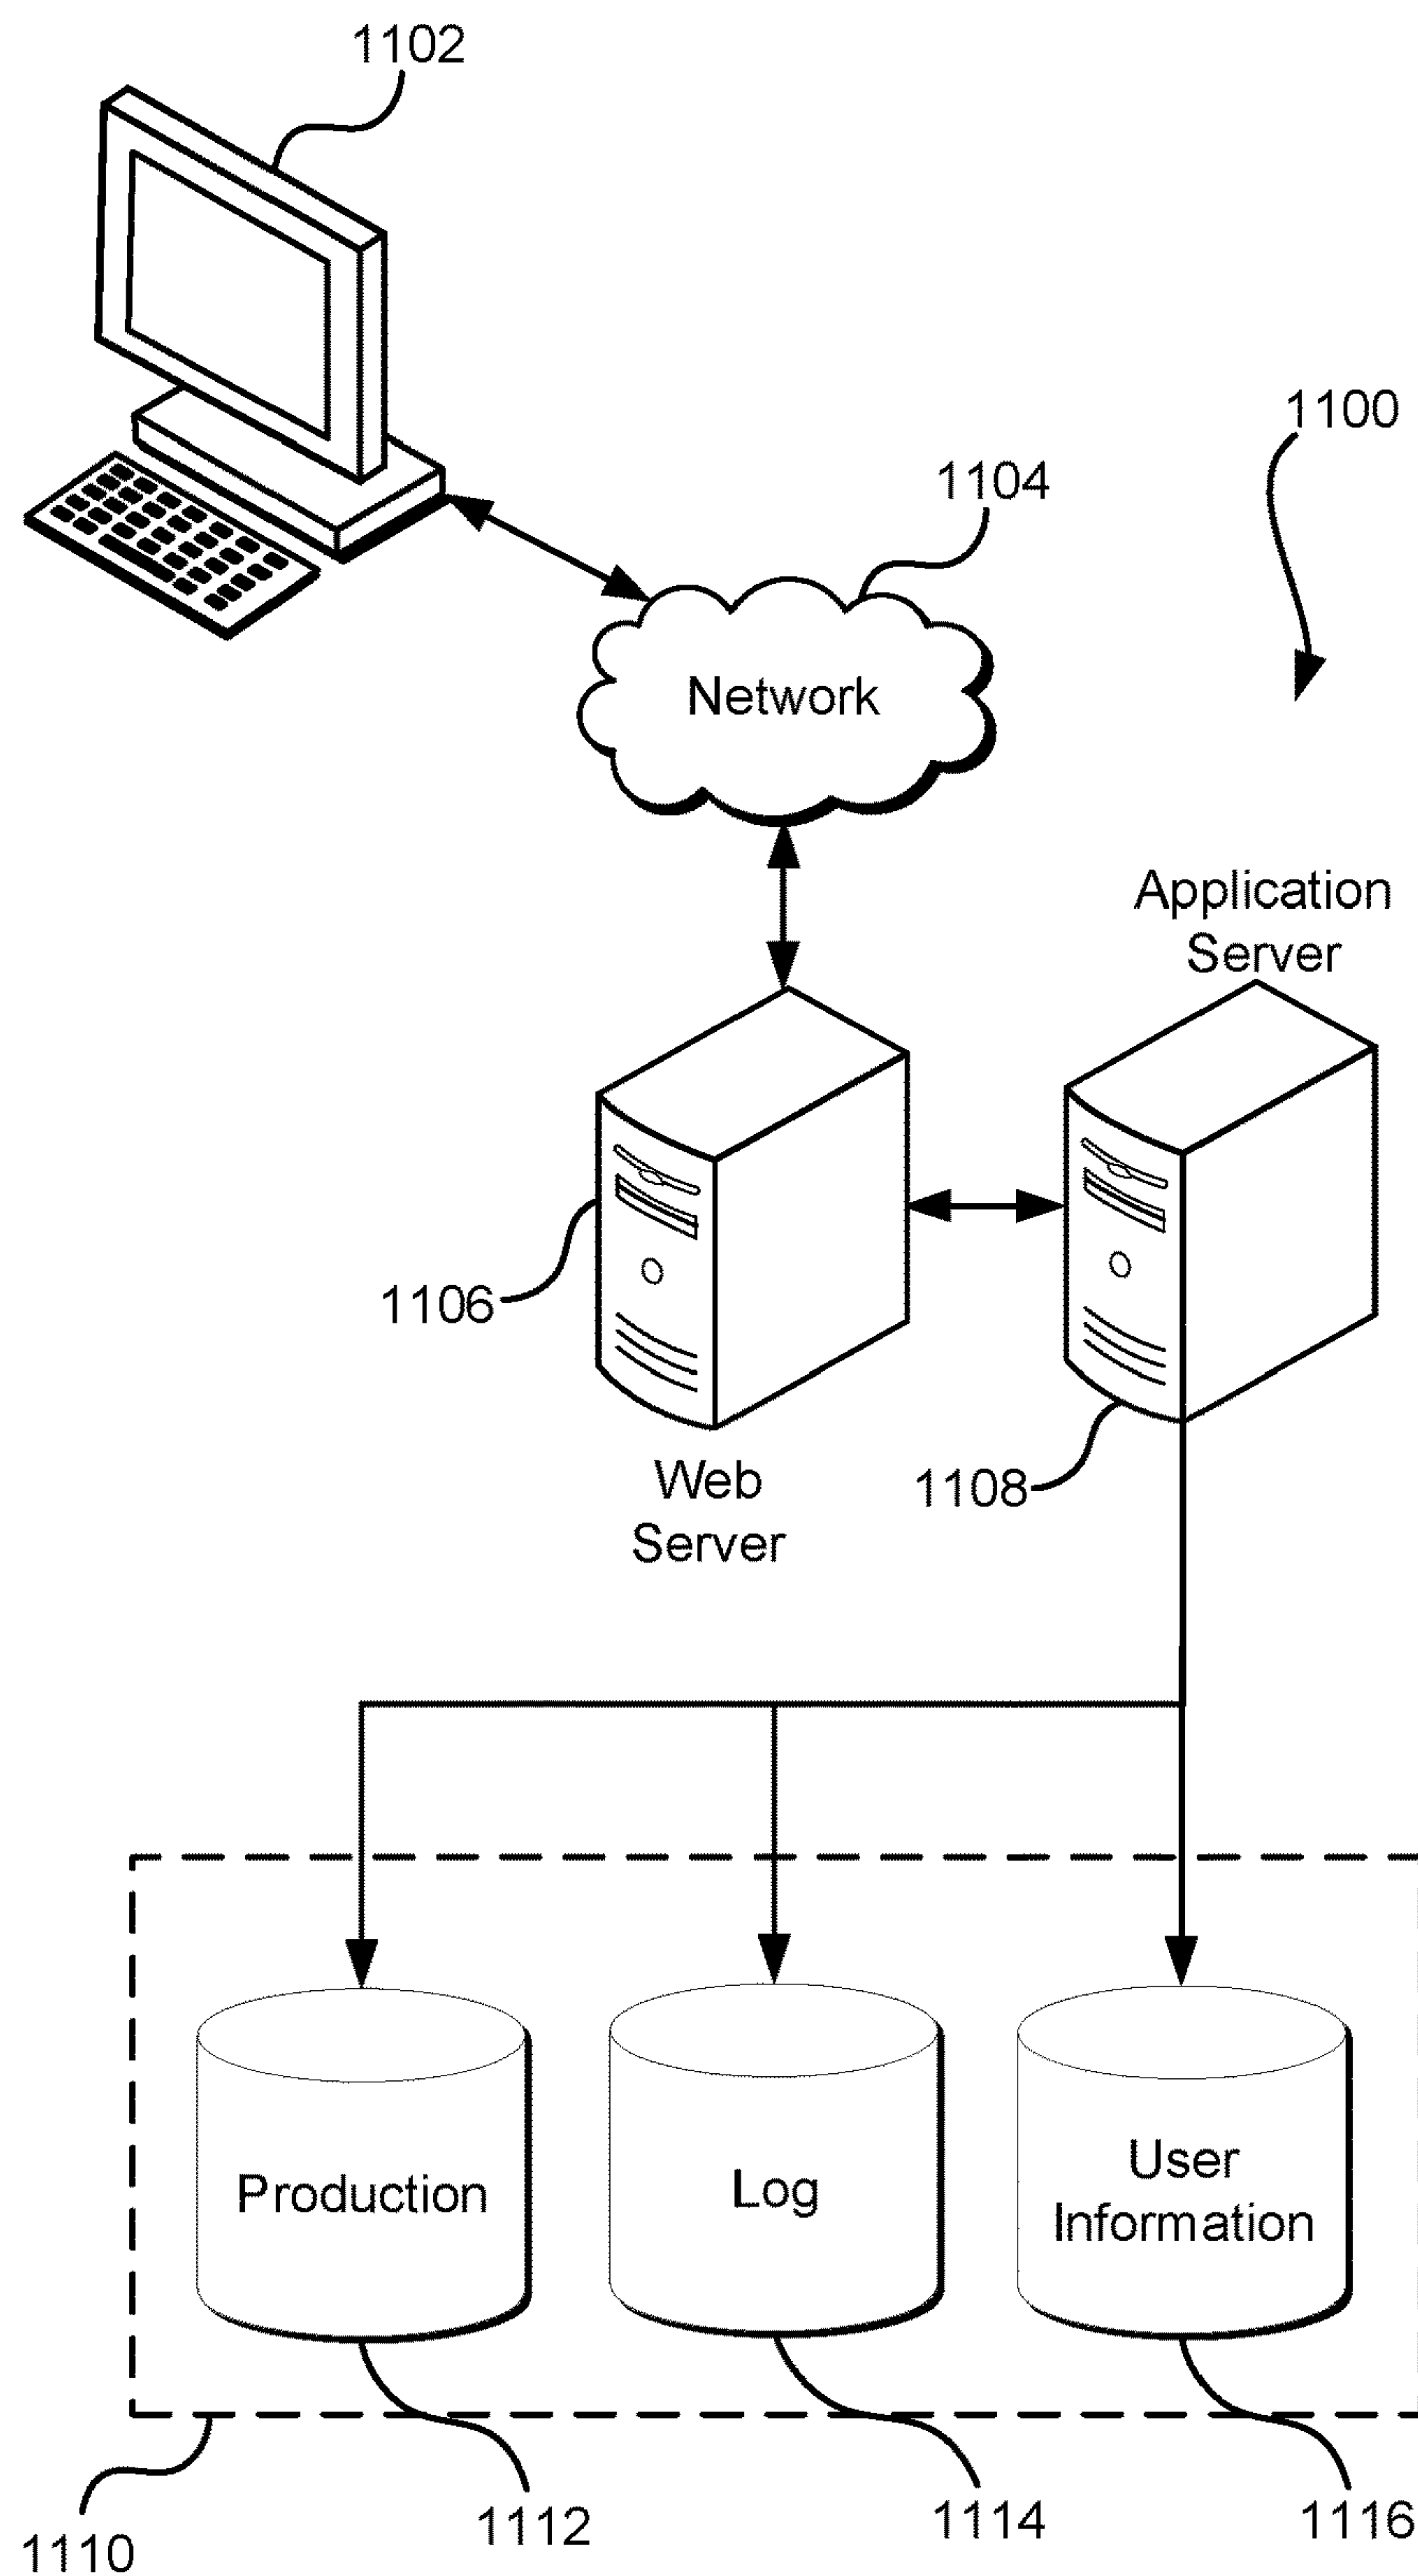 1102
1100
1104
Network
Application
Server
1106
1108
Web
Server
Production
Log
User
Information
1110
1112
1114
1116